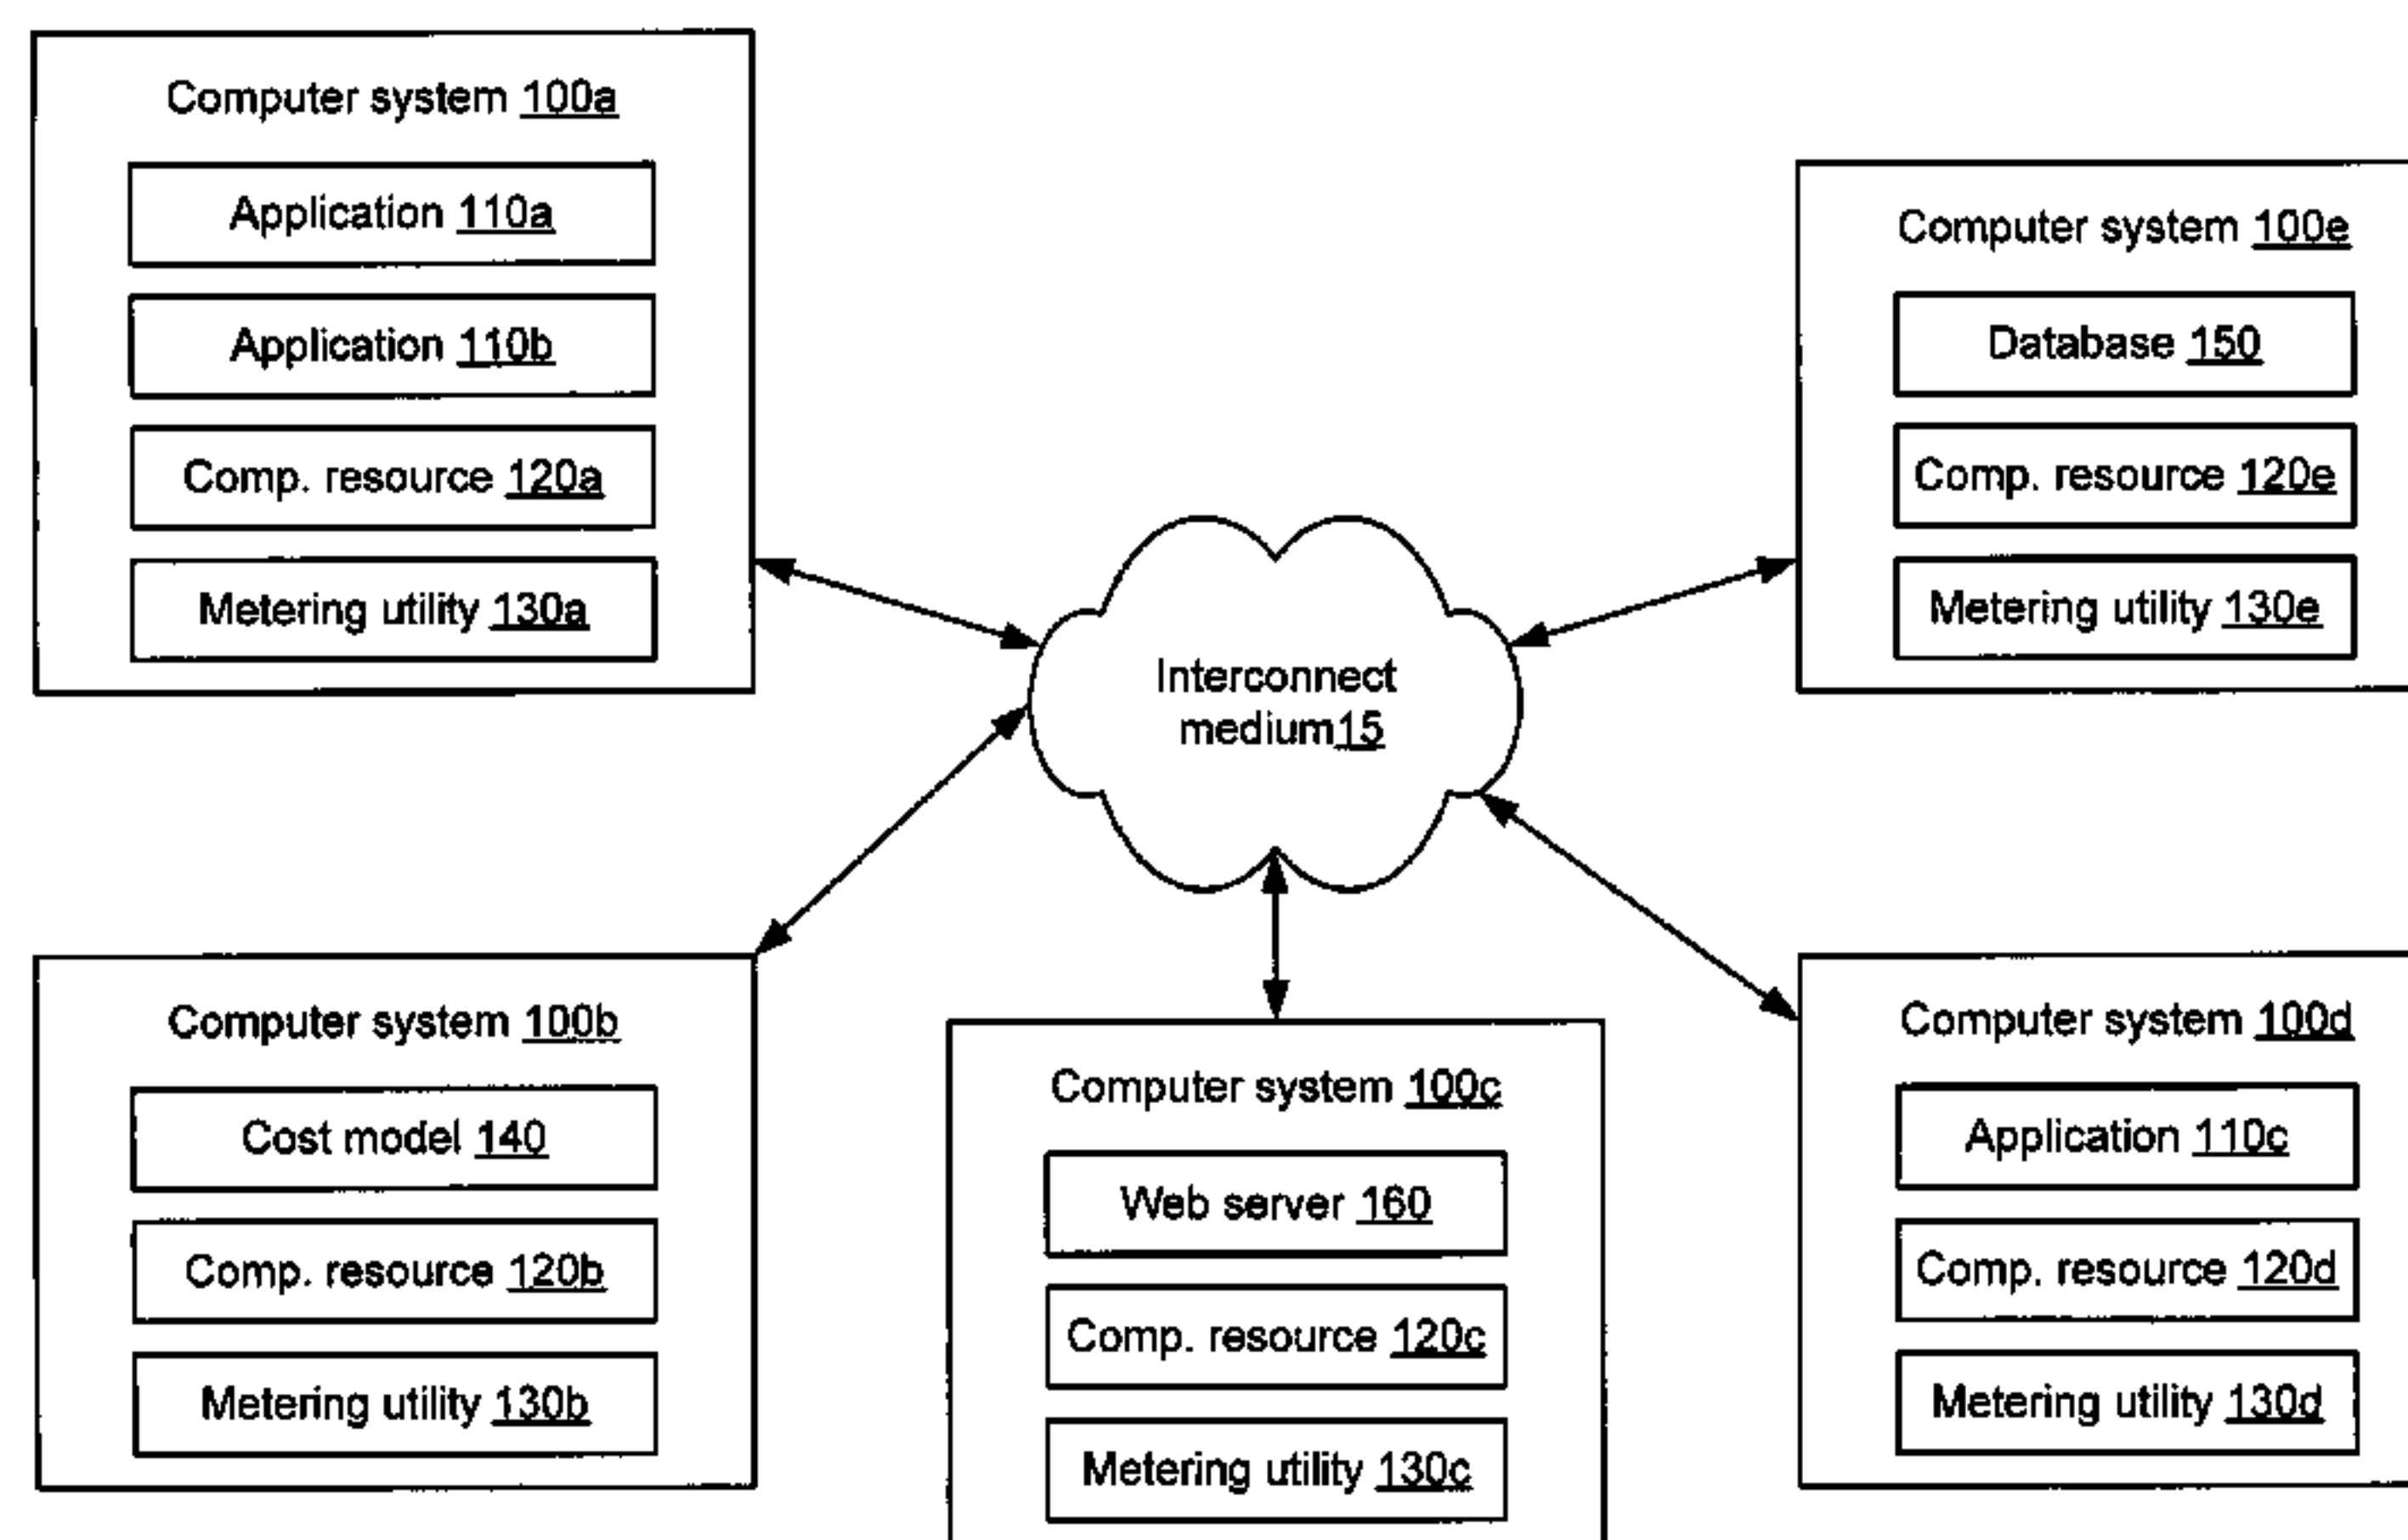 Computer system 100a
Application 110a
Application 110b
Comp. resource 120a
Metering utility 130a
Computer system 100e
Database 150
Comp. resource 120e
Metering utility 130e
Interconnect
medium15
Computer system 100b
Cost model 140
Comp. resource 120b
Metering utility 130b
Computer system 100c
Web server 160
Comp. resource 120c
Metering utility 130c
Computer system 100d
Application 110c
Comp. resource 120d
Metering utility 130d